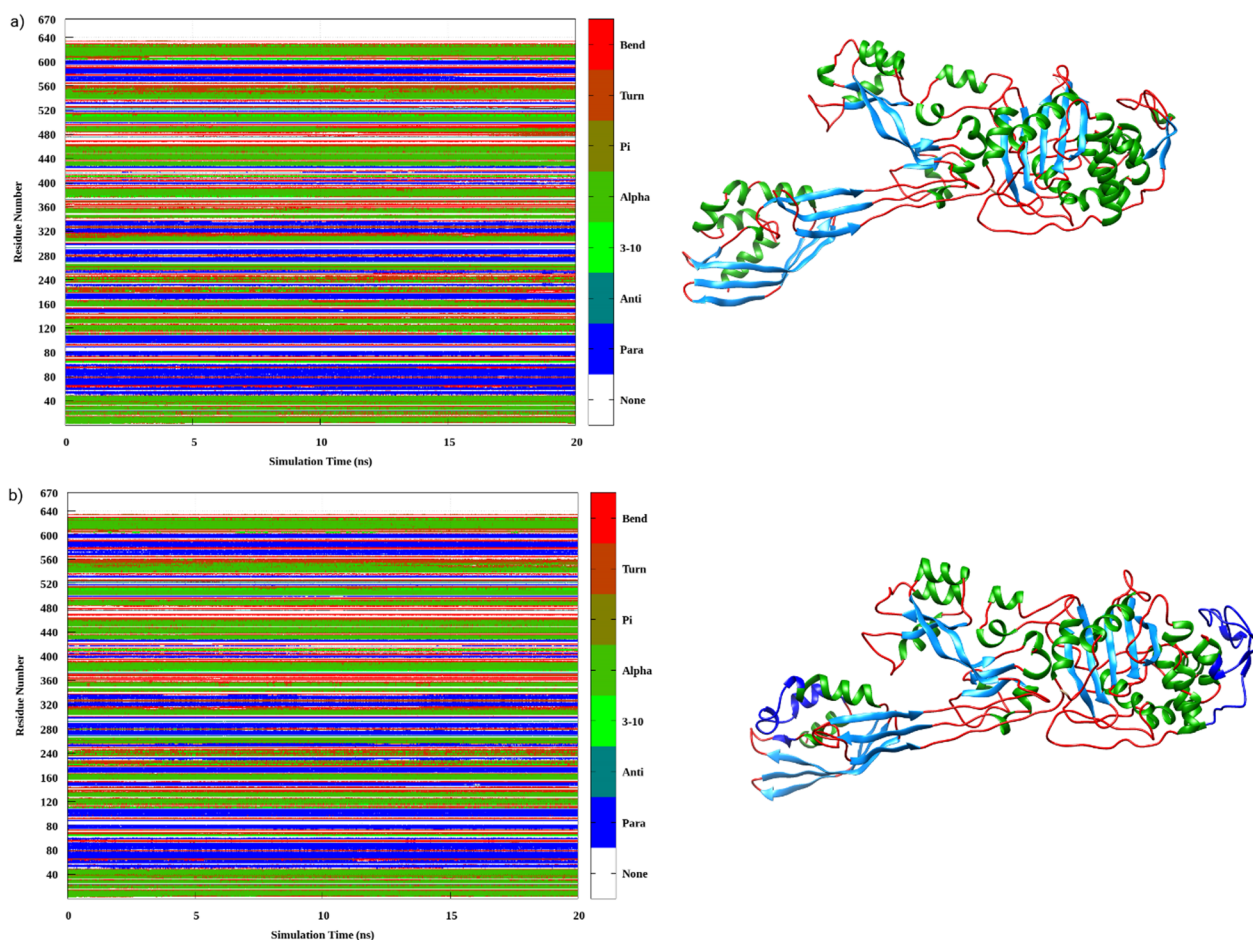 a)
670
640
600
560
520
480
440
400
360
320
280
240
160
120
80
80
40
Residue Number
0 5 10 15 20
Simulation Time (ns)
Bend
Turn
Pi
Alpha
3-10
Anti
Para
None
b)
670
640
600
560
520
480
440
400
360
320
280
240
160
120
80
80
40
Residue Number
0 5 10 15 20
Simulation Time (ns)
Bend
Turn
Pi
Alpha
3-10
Anti
Para
None